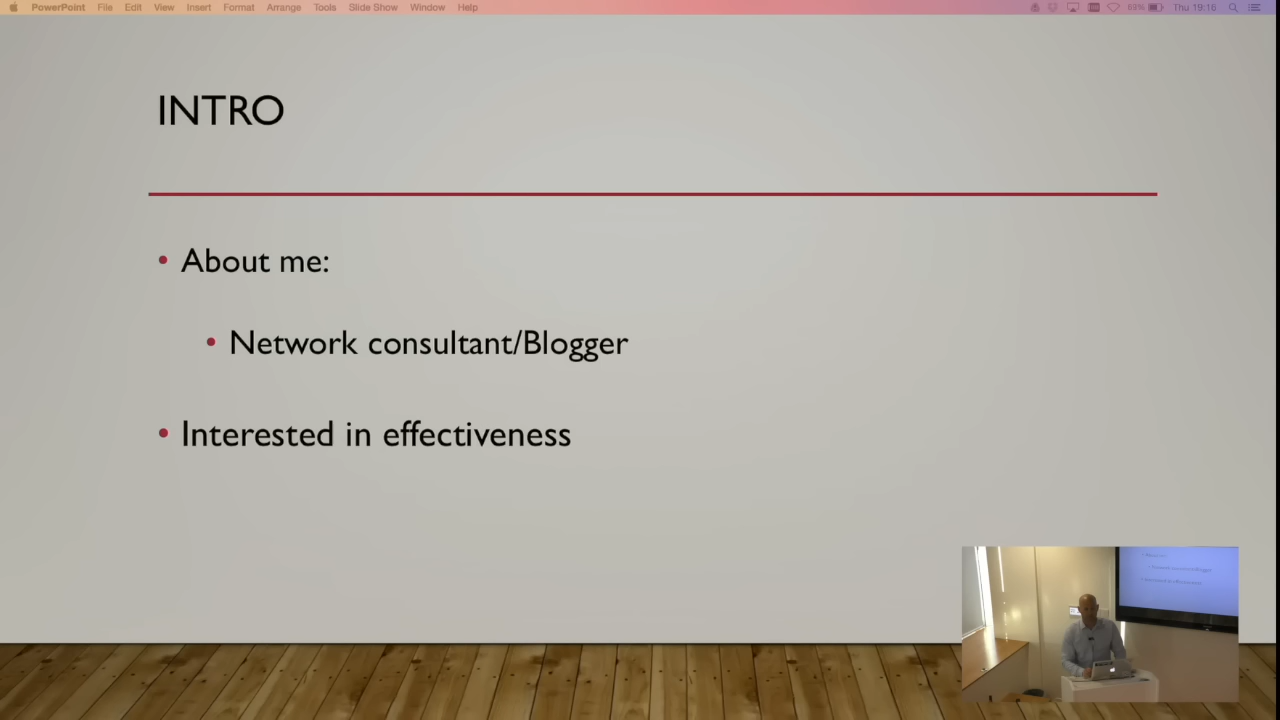 PowerPoint File Edit View Insert Format Arrange Tools Slide Show Window Help 69% Thu 19:16
INTRO
• About me:
• Network consultant/Blogger
• Interested in effectiveness